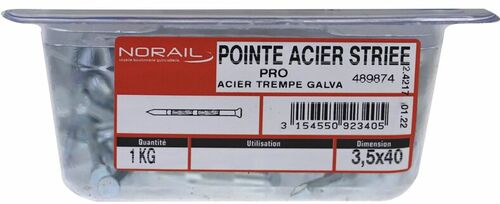 NORAIL
POINTE ACIER STRIEE
PRO
489874
ACIER TREMPE GALVA
3 154550 923405
Quantité
Utilisation
Dimension
1 KG
3,5x40